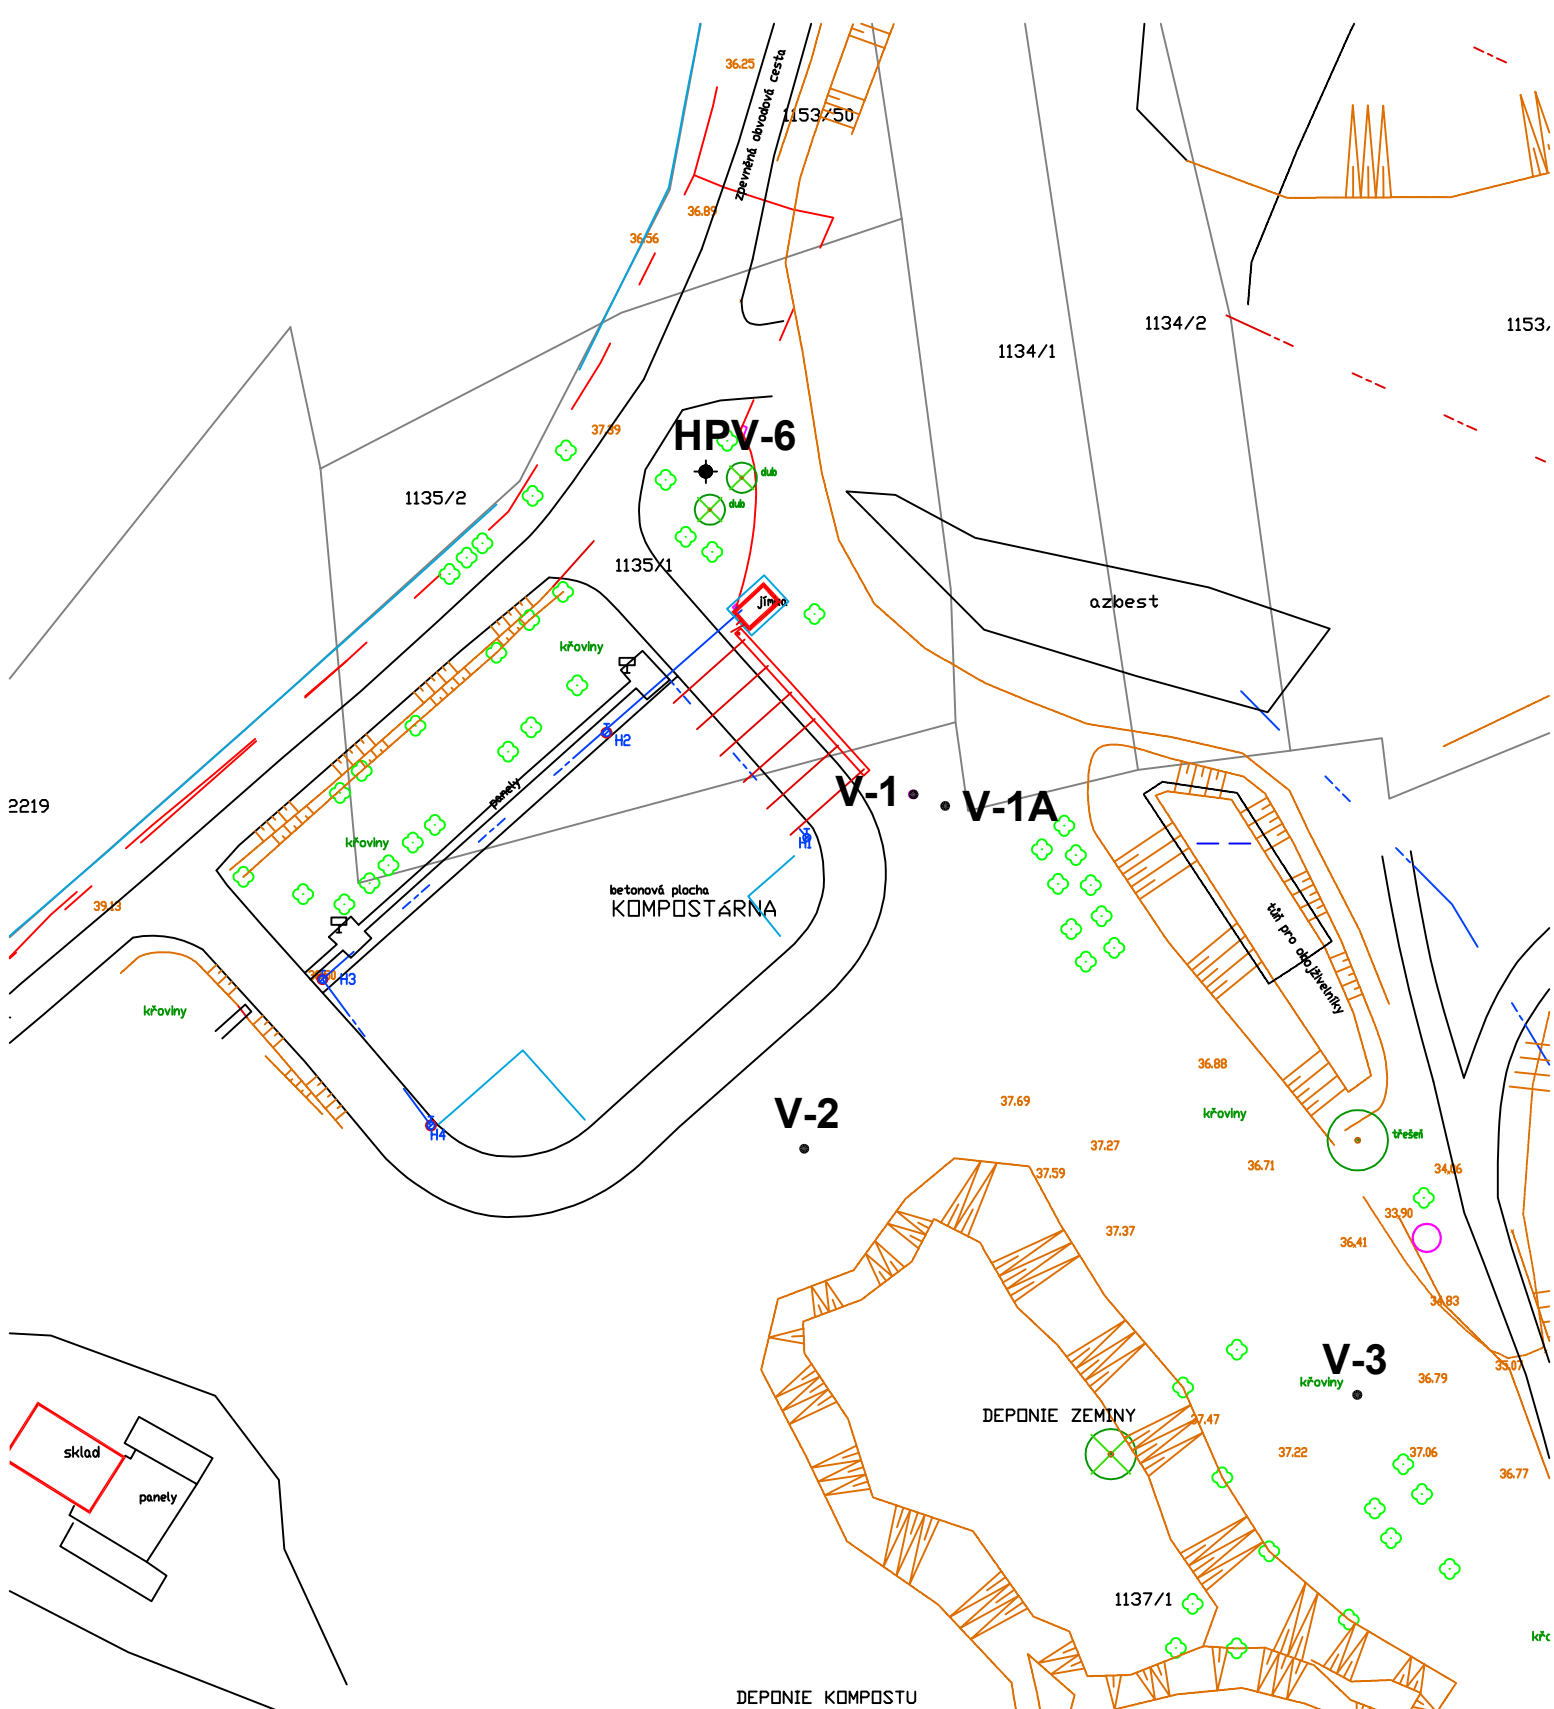 36.25
zpevněná obvodová cesta
1153/50
36.89
36.56
1134/2
1153,
1134/1
37.39
HPV-6
dub
1135/2
dub
1135/1
jímka
azbest
křoviny
H2
panely
V-1
V-1A
2219
křoviny
H1
betonová plocha
KOMPOSTÁRNA
39.13
tůň pro obojživelníky
H3
křoviny
36.88
37.69
V-2
křoviny
H4
třešeň
37.27
36.71
34.06
37.59
33.90
37.37
36.41
34.83
V-3
35.07
36.79
křoviny
DEPONIE ZEMINY
37.47
sklad
37.22
37.06
36.77
panely
1137/1
DEPONIE KOMPOSTU